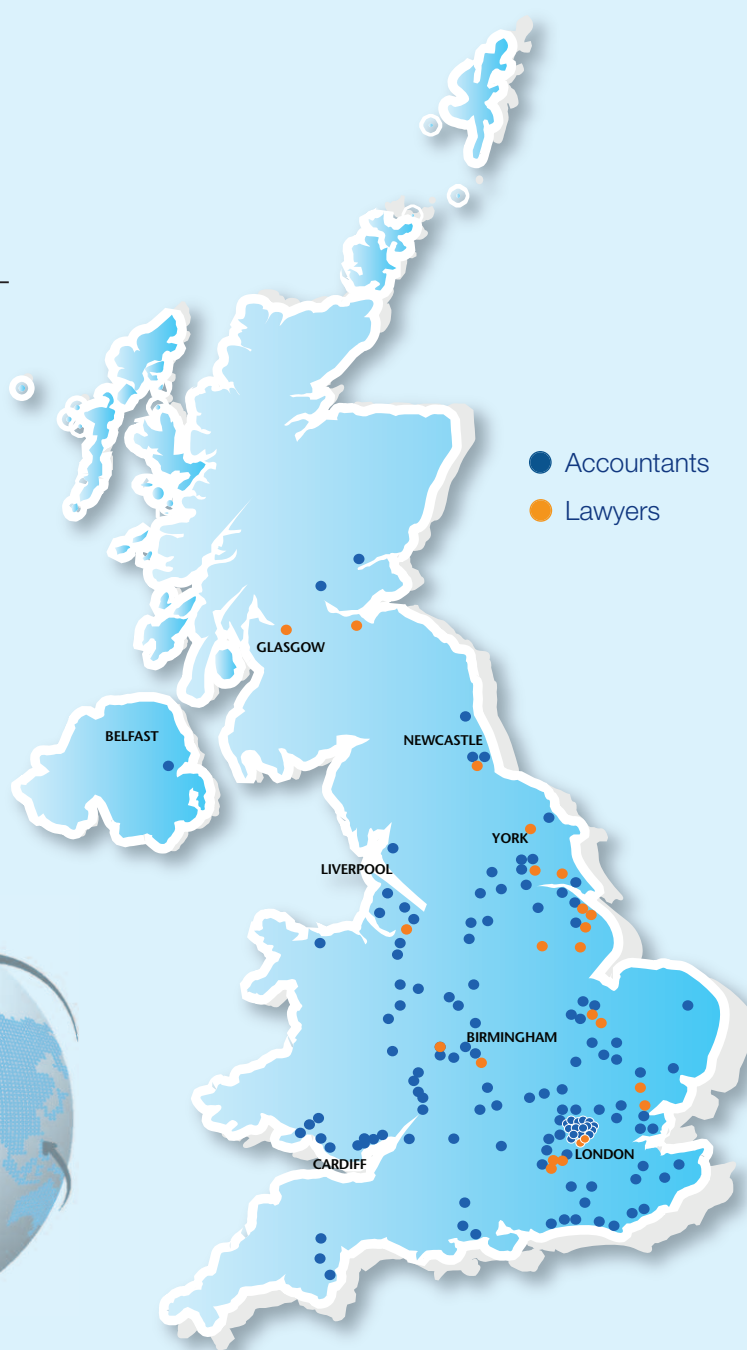 Accountants
Lawyers
GLASGOW
BELFAST
NEWCASTLE
YORK
LIVERPOOL
BIRMINGHAM
LONDON
CARDIFF